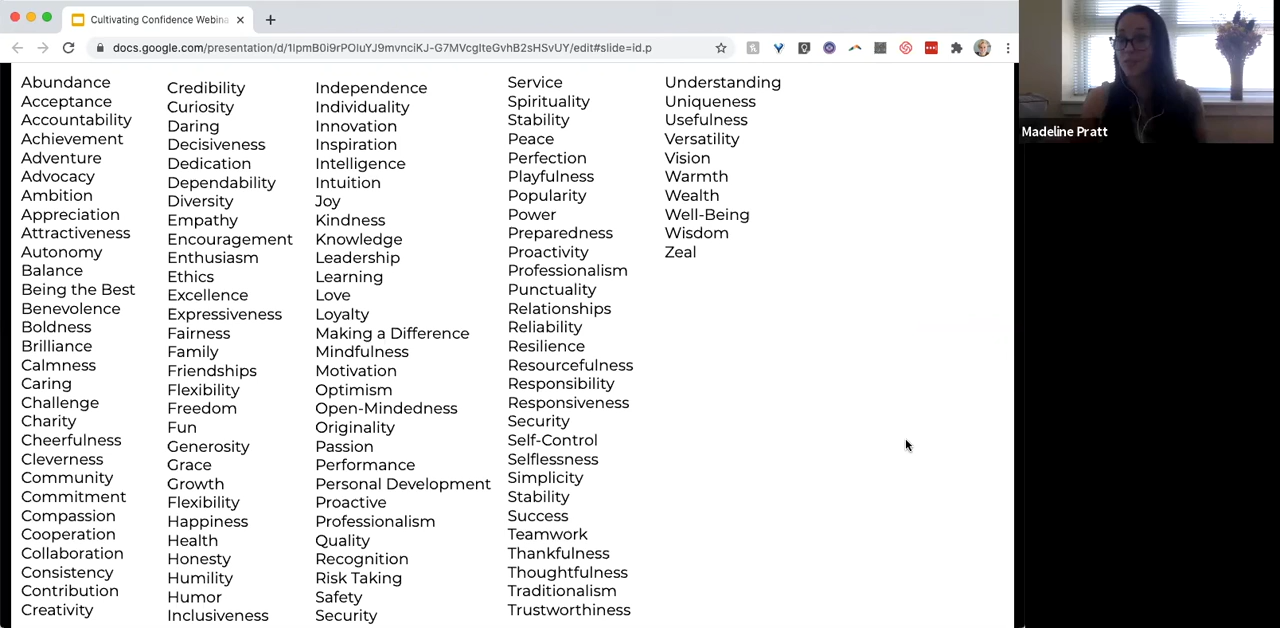 Cultivating Confidence Webina
docs.google.com/presentation/d/1IpmB0i9rPOIuYJ9mvnciKJ-G7MVcgIteGvhB2sHSvUY/edit#slide=id.p
Madeline Pratt
Abundance
Acceptance
Accountability
Achievement
Adventure
Advocacy
Ambition
Appreciation
Attractiveness
Autonomy
Balance
Being the Best
Benevolence
Boldness
Brilliance
Calmness
Caring
Challenge
Charity
Cheerfulness
Cleverness
Community
Commitment
Compassion
Cooperation
Collaboration
Consistency
Contribution
Creativity
Credibility
Curiosity
Daring
Decisiveness
Dedication
Dependability
Diversity
Empathy
Encouragement
Enthusiasm
Ethics
Excellence
Expressiveness
Fairness
Family
Friendships
Flexibility
Freedom
Fun
Generosity
Grace
Growth
Flexibility
Happiness
Health
Honesty
Humility
Humor
Inclusiveness
Independence
Individuality
Innovation
Inspiration
Intelligence
Intuition
Joy
Kindness
Knowledge
Leadership
Learning
Love
Loyalty
Making a Difference
Mindfulness
Motivation
Optimism
Open-Mindedness
Originality
Passion
Performance
Personal Development
Proactive
Professionalism
Quality
Recognition
Risk Taking
Safety
Security
Service
Spirituality
Stability
Peace
Perfection
Playfulness
Popularity
Power
Preparedness
Proactivity
Professionalism
Punctuality
Relationships
Reliability
Resilience
Resourcefulness
Responsibility
Responsiveness
Security
Self-Control
Selflessness
Simplicity
Stability
Success
Teamwork
Thankfulness
Thoughtfulness
Traditionalism
Trustworthiness
Understanding
Uniqueness
Usefulness
Versatility
Vision
Warmth
Wealth
Well-Being
Wisdom
Zeal